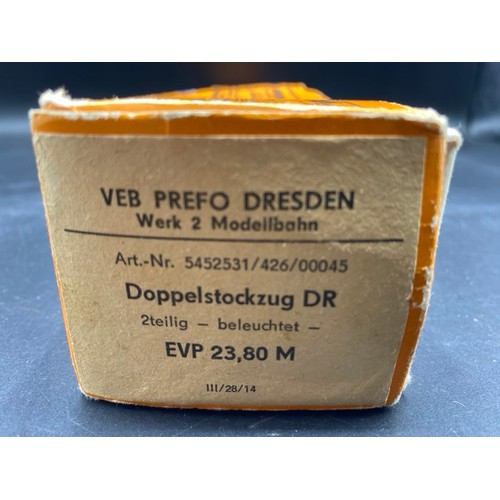 VEB PREFO DRESDEN
Werk 2 Modellbahn
Art.-Nr. 5452531/426/00045
Doppelstockzug DR
2teilig — beleuchtet —
EVP 23,80 M
III/28/14